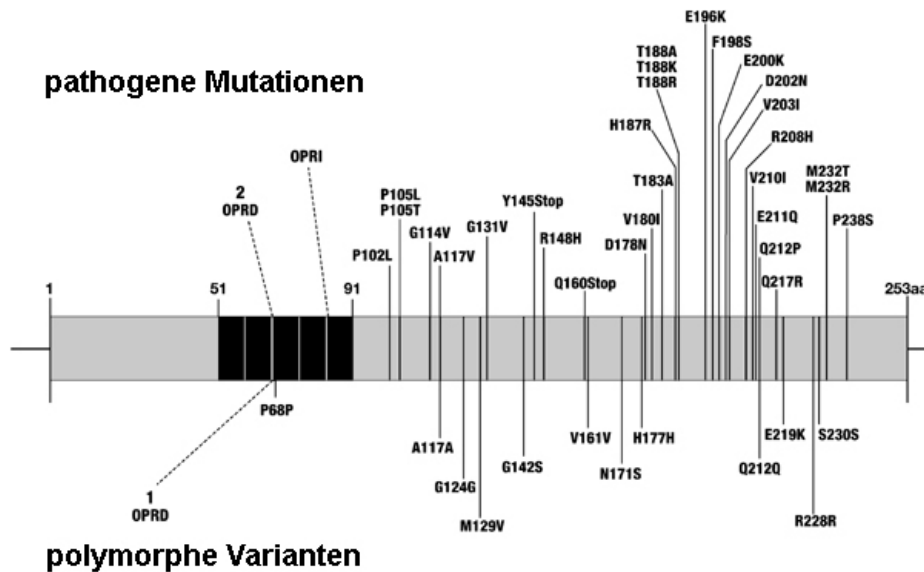 pathogene Mutationen
E196K
F198S
T188A
T188K
T188R
E200K
D202N
V203I
H187R
R208H
OPRI
2
OPRD
P105L
P105T
Y145Stop
T183A
V210I
M232T
M232R
G114V
G131V
R148H
V180I
E211Q
P238S
P102L
A117V
D178N
Q212P
Q160Stop
Q217R
1
51
91
253aa
P68P
A117A
V161V
H177H
E219K
S230S
G124G
G142S
N171S
Q212Q
1
OPRD
M129V
R228R
polymorphe Varianten